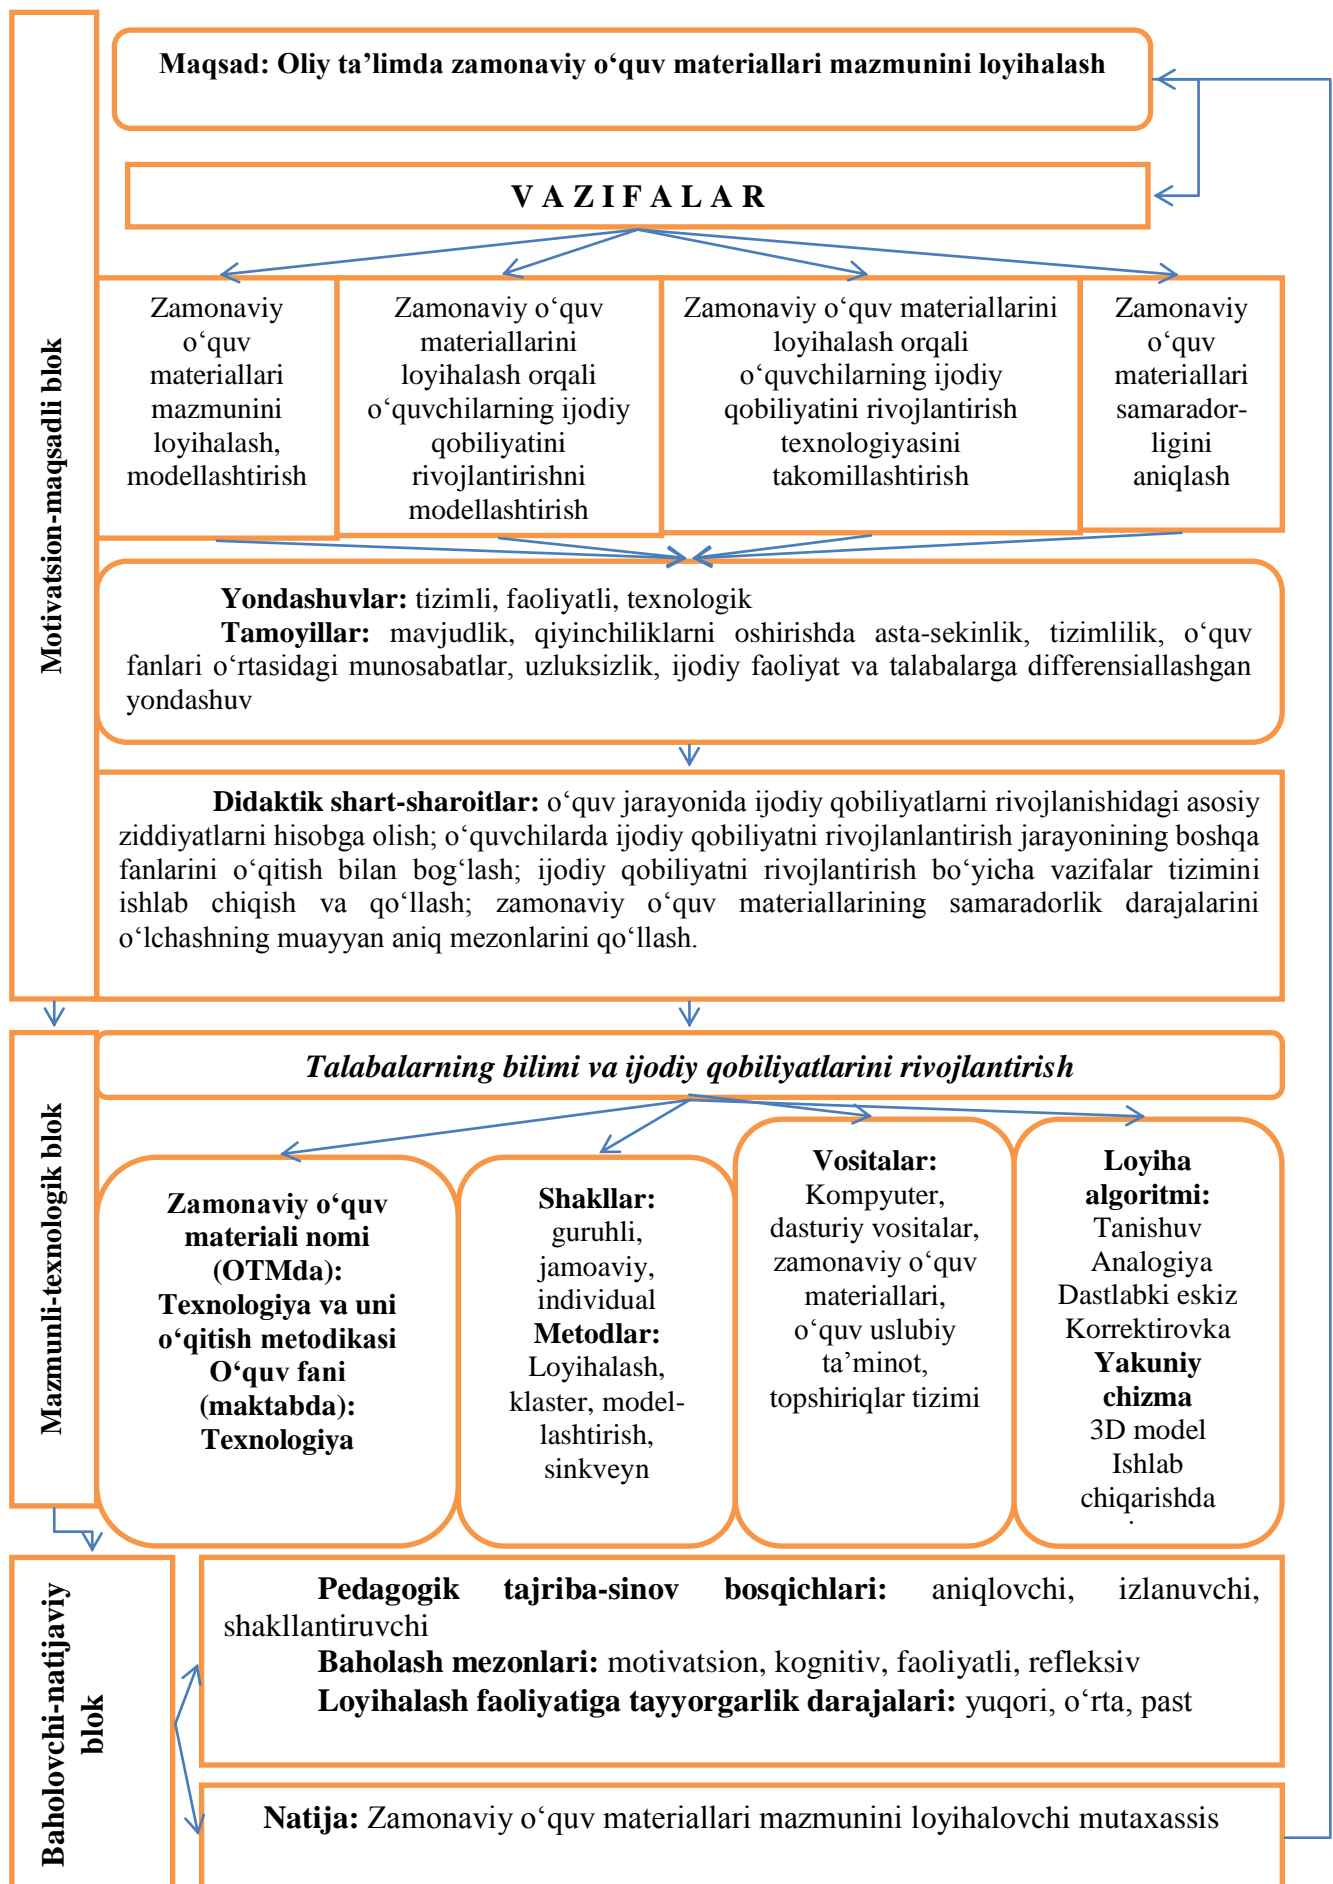 Maqsad: Oliy ta’limda zamonaviy o‘quv materiallari mazmunini loyihalash
V A Z I F A L A R
Motivatsion-maqsadli blok
Zamonaviy
o‘quv
materiallari
mazmunini
loyihalash,
modellashtirish
Zamonaviy o‘quv
materiallarini
loyihalash orqali
o‘quvchilarning ijodiy
qobiliyatini
rivojlantirishni
modellashtirish
Zamonaviy o‘quv materiallarini
loyihalash orqali
o‘quvchilarning ijodiy
qobiliyatini rivojlantirish
texnologiyasini
takomillashtirish
Zamonaviy
o‘quv
materiallari
samarador-
ligini
aniqlash
Yondashuvlar: tizimli, faoliyatli, texnologik
Tamoyillar: mavjudlik, qiyinchiliklarni oshirishda asta-sekinlik, tizimlilik, o‘quv
fanlari o‘rtasidagi munosabatlar, uzluksizlik, ijodiy faoliyat va talabalarga differensiallashgan
yondashuv
Didaktik shart-sharoitlar: o‘quv jarayonida ijodiy qobiliyatlarni rivojlanishidagi asosiy
ziddiyatlarni hisobga olish; o‘quvchilarda ijodiy qobiliyatni rivojlanlantirish jarayonining boshqa
fanlarini o‘qitish bilan bog‘lash; ijodiy qobiliyatni rivojlantirish bo‘yicha vazifalar tizimini
ishlab chiqish va qo‘llash; zamonaviy o‘quv materiallarining samaradorlik darajalarini
o‘lchashning muayyan aniq mezonlarini qo‘llash.
Mazmunli-texnologik blok
Talabalarning bilimi va ijodiy qobiliyatlarini rivojlantirish
Zamonaviy o‘quv
materiali nomi
(OTMda):
Texnologiya va uni
o‘qitish metodikasi
O‘quv fani
(maktabda):
Texnologiya
Shakllar:
guruhli,
jamoaviy,
individual
Metodlar:
Loyihalash,
klaster, model-
lashtirish,
sinkveyn
Vositalar:
Kompyuter,
dasturiy vositalar,
zamonaviy o‘quv
materiallari,
o‘quv uslubiy
ta’minot,
topshiriqlar tizimi
Loyiha
algoritmi:
Tanishuv
Analogiya
Dastlabki eskiz
Korrektirovka
Yakuniy
chizma
3D model
Ishlab
chiqarishda
Baholovchi-natijaviy
blok
Pedagogik tajriba-sinov bosqichlari: aniqlovchi, izlanuvchi,
shakllantiruvchi
Baholash mezonlari: motivatsion, kognitiv, faoliyatli, refleksiv
Loyihalash faoliyatiga tayyorgarlik darajalari: yuqori, o‘rta, past
Natija: Zamonaviy o‘quv materiallari mazmunini loyihalovchi mutaxassis